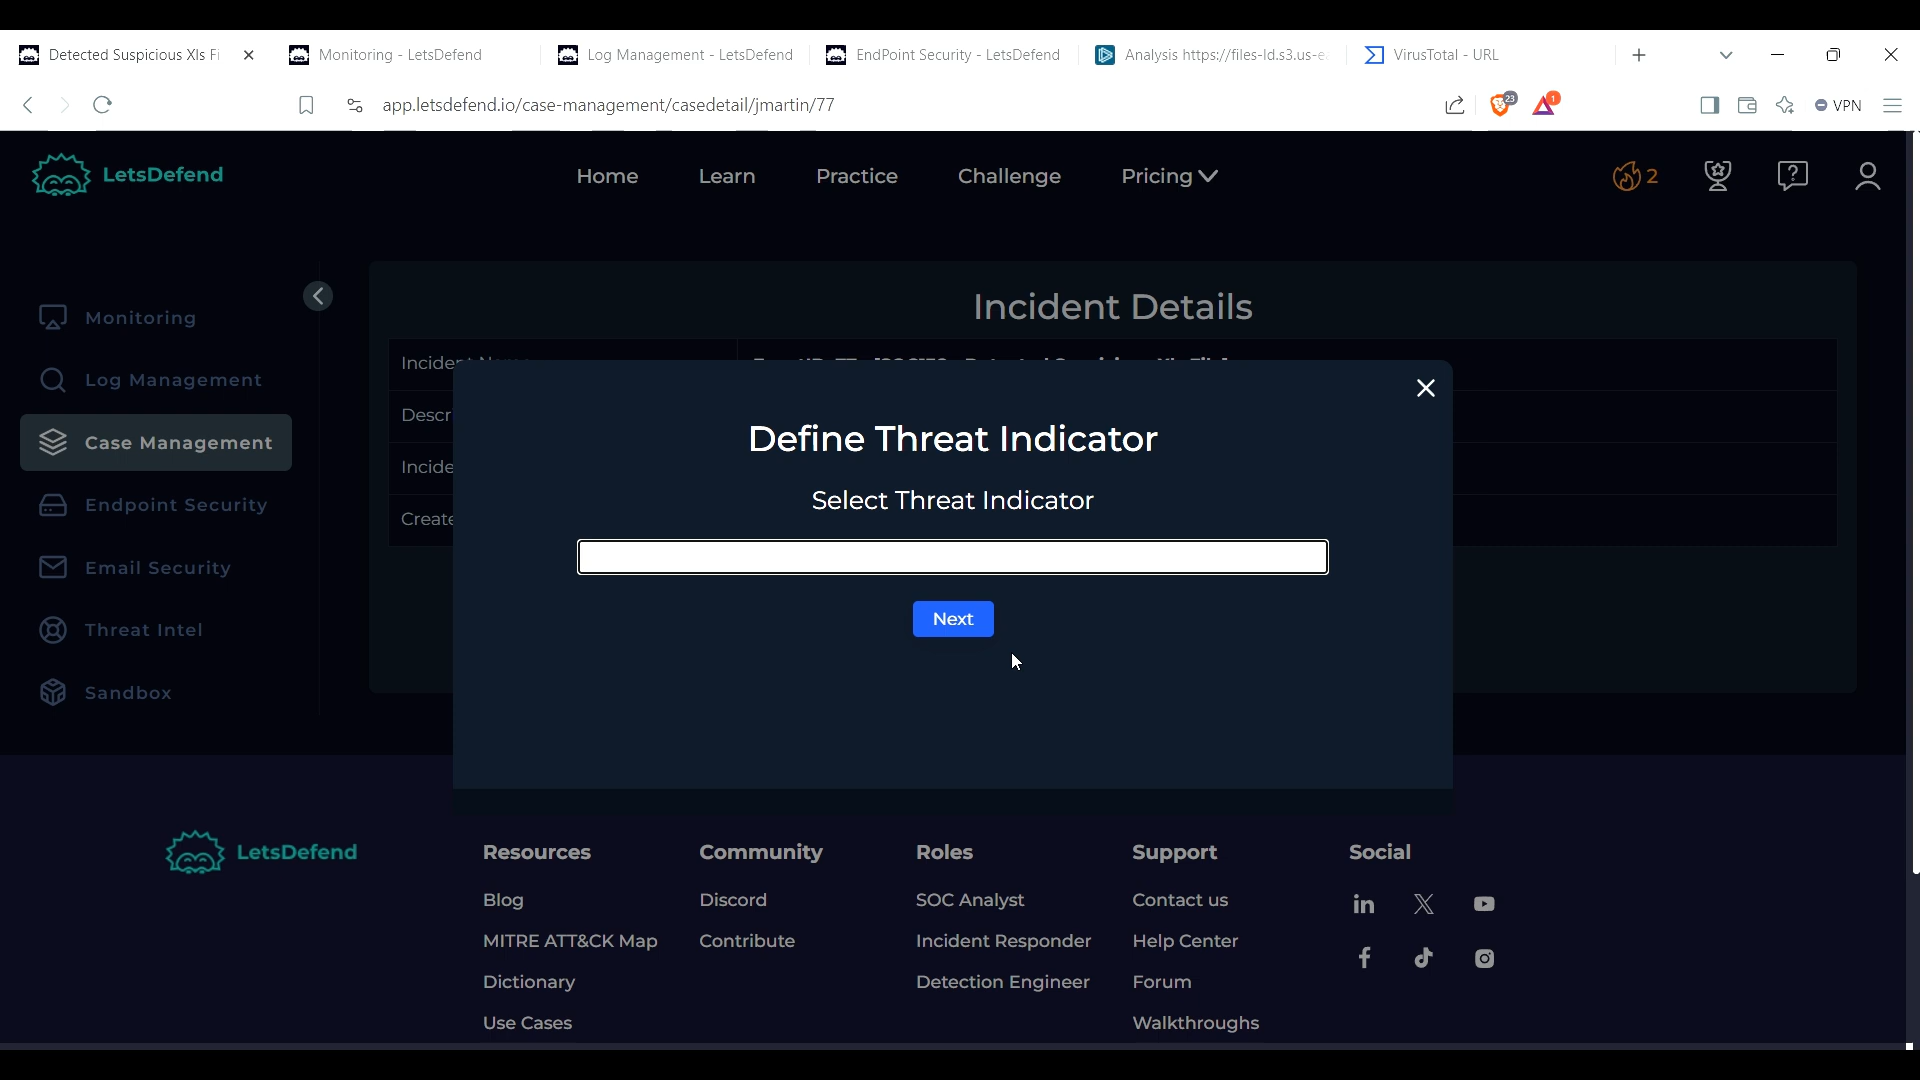 Detected Suspicious Xls Fi
Monitoring - LetsDefend
Log Management - LetsDefend
EndPoint Security - LetsDefend
Analysis https://files-ld.s3.us-e
VirusTotal - URL
app.letsdefend.io/case-management/casedetail/jmartin/77
23
1
VPN
LetsDefend
Home
Learn
Practice
Challenge
Pricing
2
Monitoring
Log Management
Case Management
Endpoint Security
Email Security
Threat Intel
Sandbox
Incident Details
Descr
Incide
Create
Define Threat Indicator
Select Threat Indicator
Next
LetsDefend
Resources
Blog
MITRE ATT&CK Map
Dictionary
Use Cases
Community
Discord
Contribute
Roles
SOC Analyst
Incident Responder
Detection Engineer
Support
Contact us
Help Center
Forum
Walkthroughs
Social